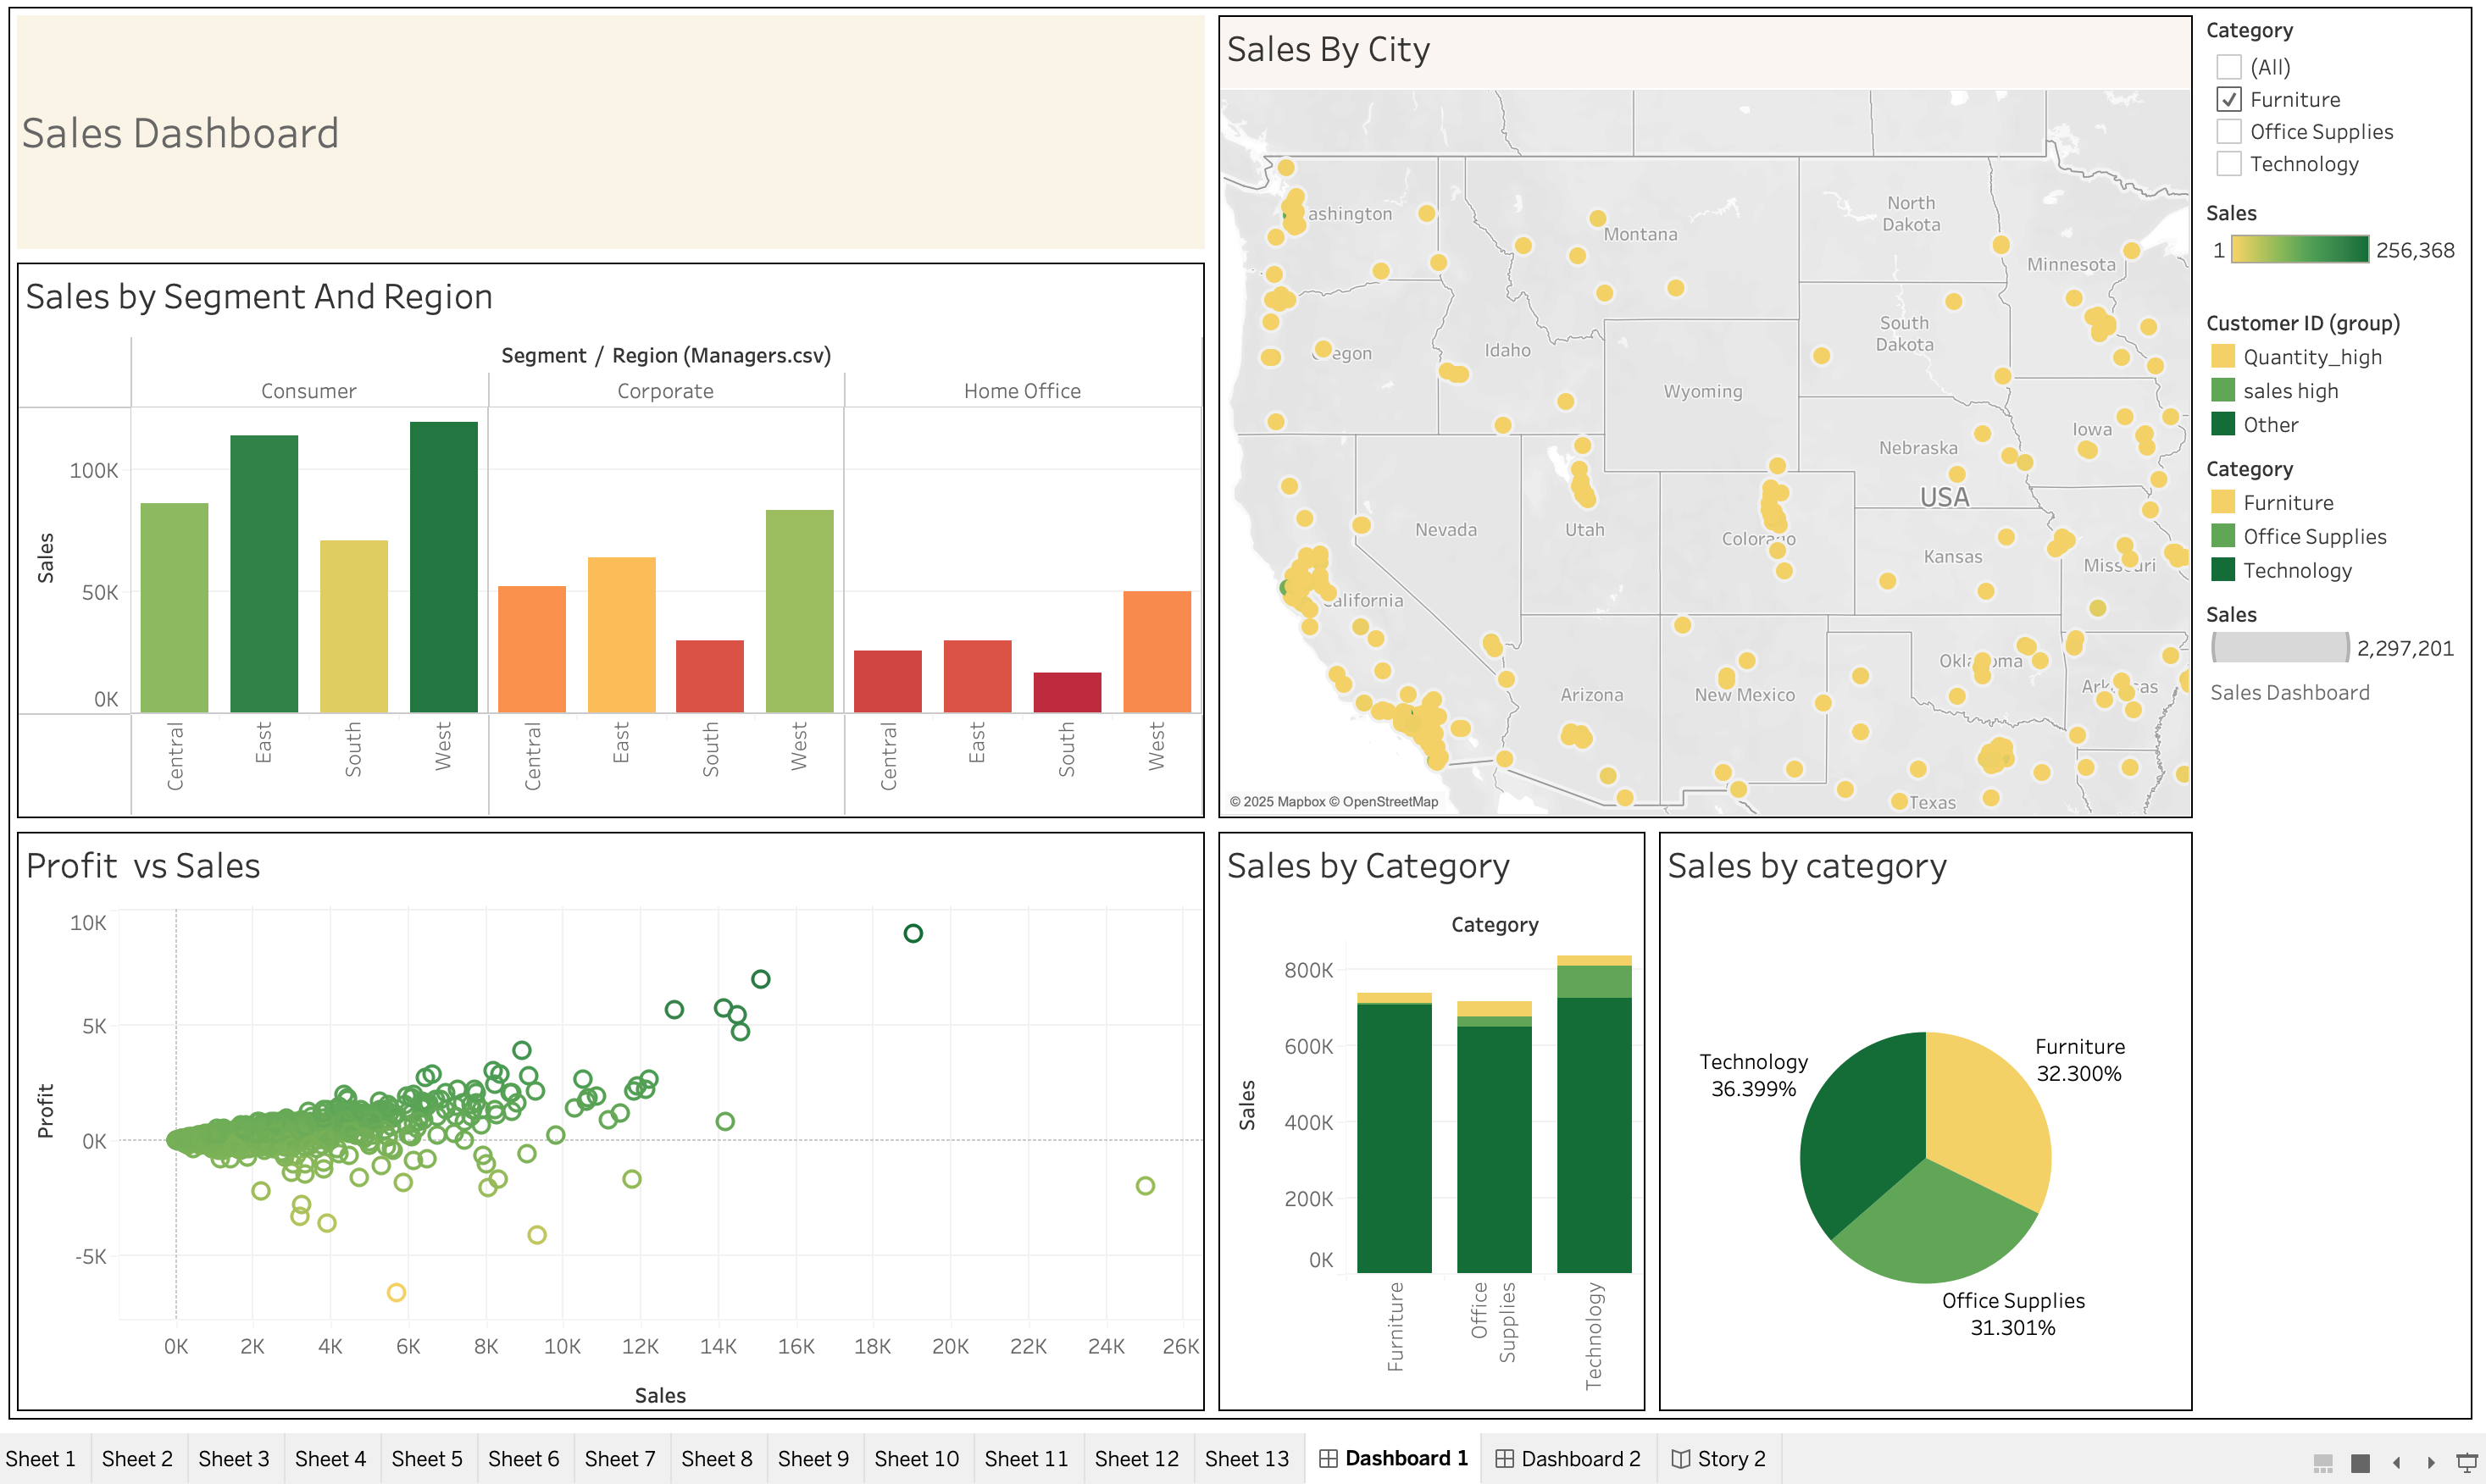 Sales Dashboard
Sales by Segment And Region
Segment / Region (Managers.csv)
Consumer
Corporate
Home Office
Sales
100K
50K
0K
Central
East
South
West
Central
East
South
West
Central
East
South
West
Sales By City
ashington
Montana
North
Dakota
Minnesota
egon
Idaho
South
Dakota
Wyoming
Iowa
Nebraska
USA
Nevada
Utah
Colorado
Kansas
Missouri
California
Oklahoma
Arizona
New Mexico
Arkansas
Texas
© 2025 Mapbox © OpenStreetMap
Category
(All)
Furniture
Office Supplies
Technology
Sales
1
256,368
Customer ID (group)
Quantity_high
sales high
Other
Category
Furniture
Office Supplies
Technology
Sales
2,297,201
Sales Dashboard
Profit vs Sales
Profit
10K
5K
0K
-5K
0K
2K
4K
6K
8K
10K
12K
14K
16K
18K
20K
22K
24K
26K
Sales
Sales by Category
Category
Sales
800K
600K
400K
200K
0K
Furniture
Office
Supplies
Technology
Sales by category
Technology
36.399%
Furniture
32.300%
Office Supplies
31.301%
Sheet 1
Sheet 2
Sheet 3
Sheet 4
Sheet 5
Sheet 6
Sheet 7
Sheet 8
Sheet 9
Sheet 10
Sheet 11
Sheet 12
Sheet 13
Dashboard 1
Dashboard 2
Story 2